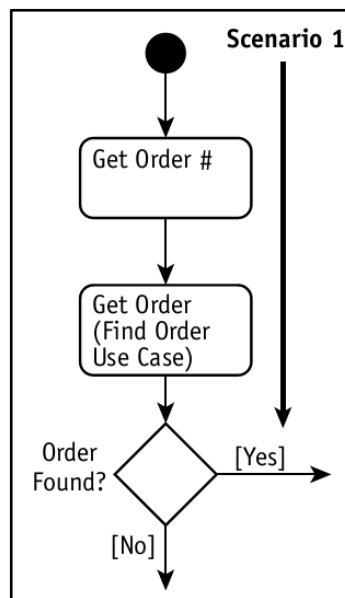 Scenario 1
Get Order #
Get Order
(Find Order
Use Case)
Order
Found?
[Yes]
[No]